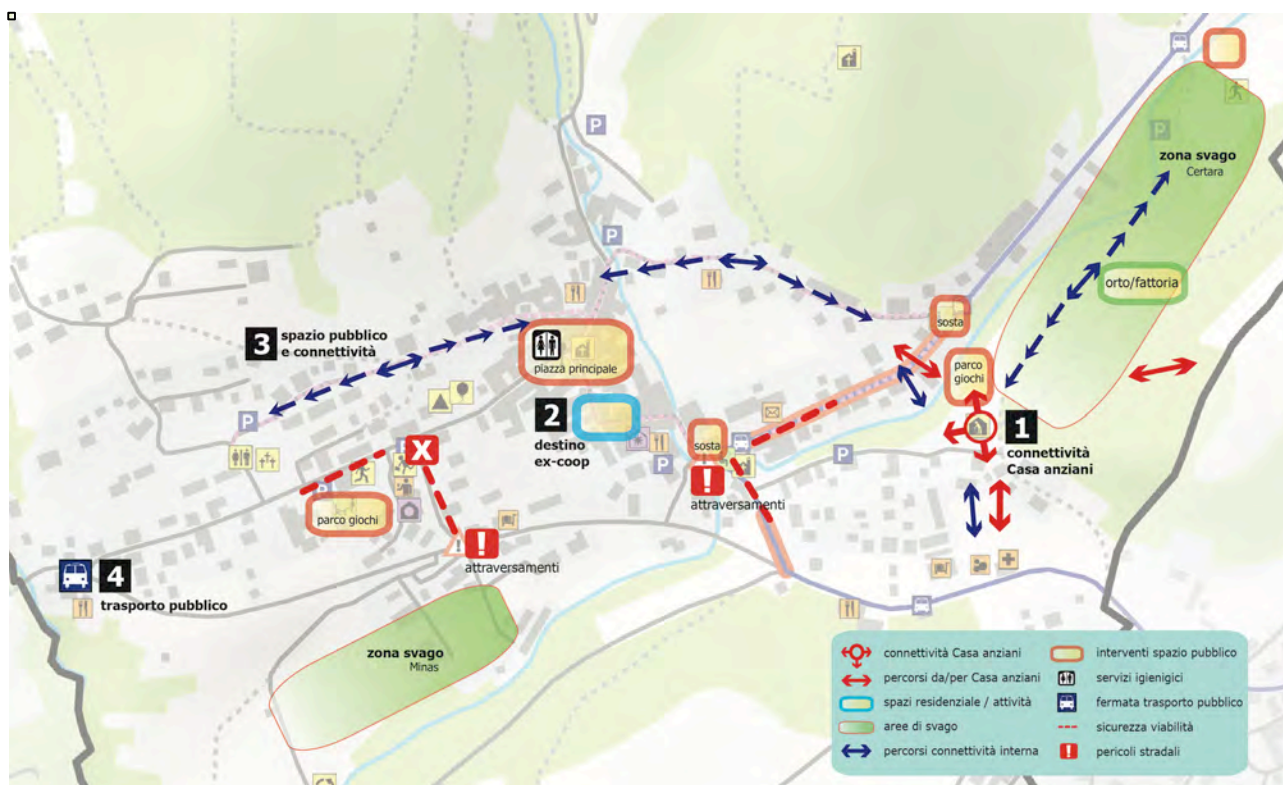 P
P
zona svago
Certara
orto/fattoria
P
3 spazio pubblico
e connettività
piazza principale
sosta
parco
giochi
P
2
destino
ex-coop
sosta
P
P
1
connettività
Casa anziani
X
!
attraversamenti
parco giochi
P
!
!
attraversamenti
4
trasporto pubblico
zona svago
Minas
connettività Casa anziani
percorsi da/per Casa anziani
spazi residenziale / attività
aree di svago
percorsi connettività interna
interventi spazio pubblico
servizi igienigici
fermata trasporto pubblico
sicurezza viabilità
! pericoli stradali